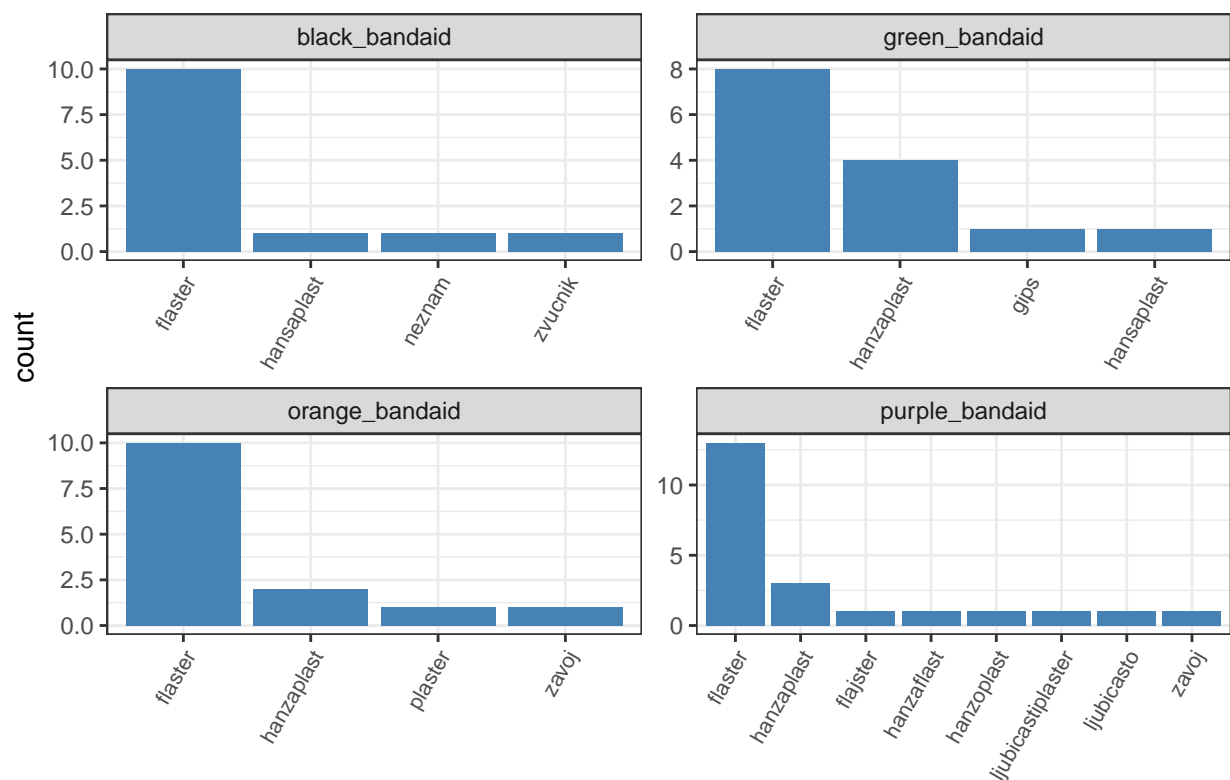 black_bandaid
10.0
7.5
5.0
2.5
0.0
flaster
hansaplast
neznam
zvucnik
green_bandaid
8
6
4
2
0
flaster
hanzaplast
gips
hansaplast
count
orange_bandaid
10.0
7.5
5.0
2.5
0.0
flaster
hanzaplast
plaster
zavoj
purple_bandaid
10
5
0
flaster
hanzaplast
flajster
hanzaflast
hanzoplast
ljubicastiplaster
ljubicasto
zavoj